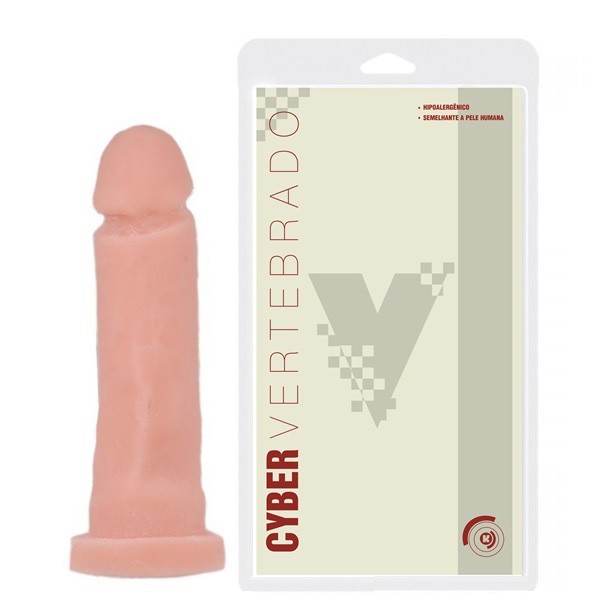 • HIPOALERGÊNICO
• SEMELHANTE A PELE HUMANA
CYBER VERTEBRADO
V
K